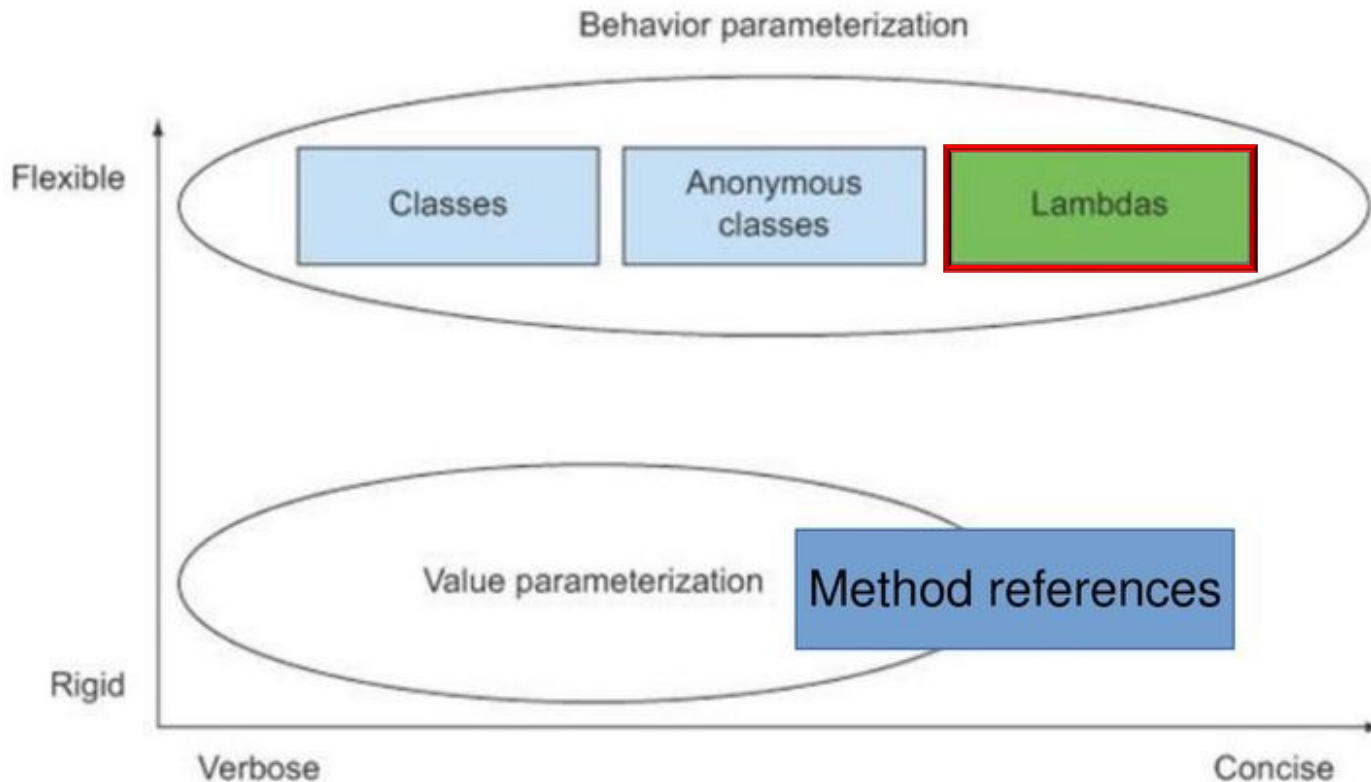 Behavior parameterization
Flexible
Classes
Anonymous
classes
Lambdas
Value parameterization
Method references
Rigid
Verbose
Concise